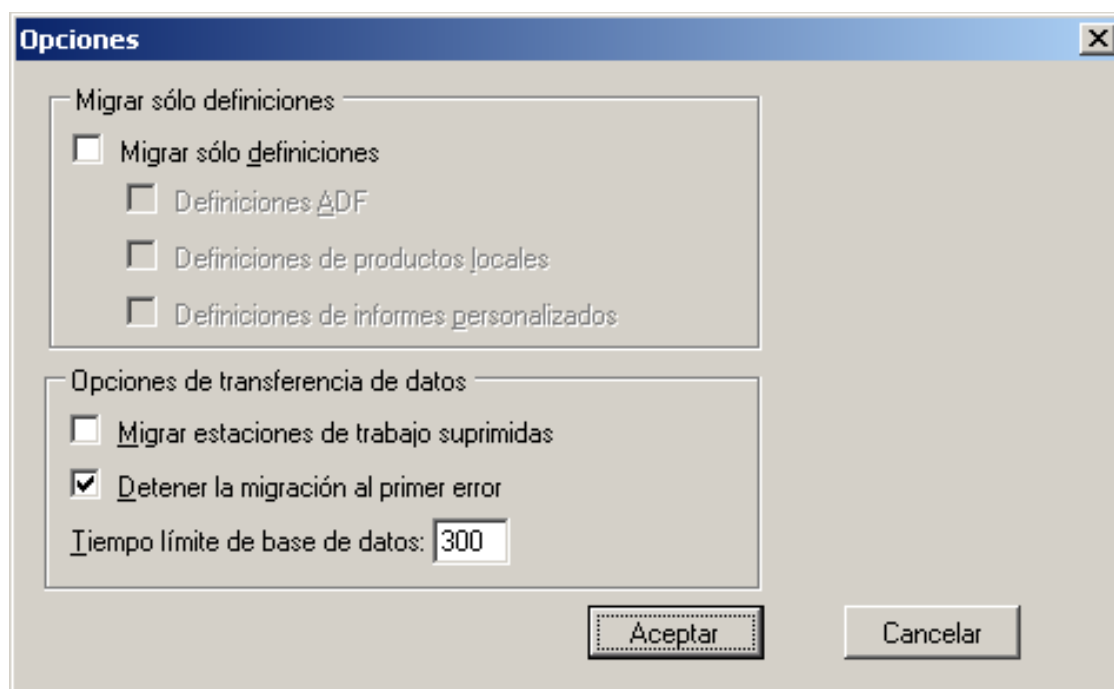 Opciones
Migrar sólo definiciones
Migrar sólo definiciones
Definiciones ADF
Definiciones de productos locales
Definiciones de informes personalizados
Opciones de transferencia de datos
Migrar estaciones de trabajo suprimidas
Detener la migración al primer error
Tiempo límite de base de datos: 300
Aceptar Cancelar